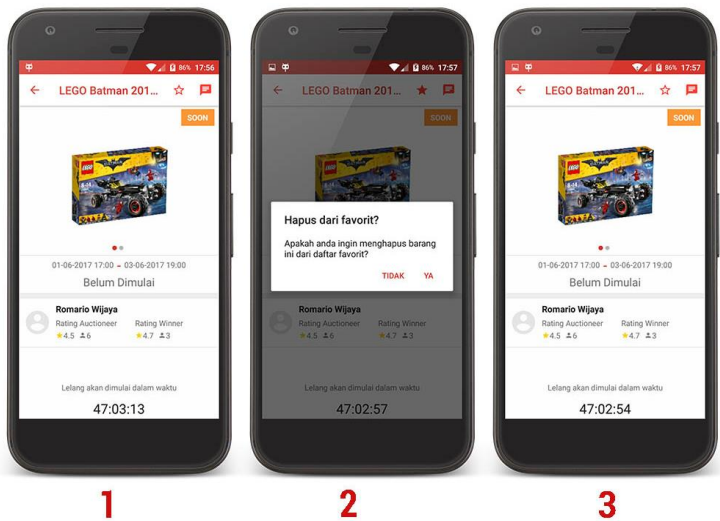 86% 17:56
LEGO Batman 201...
SOON
LEGO
8-14
01-06-2017 17:00 - 03-06-2017 19:00
Belum Dimulai
Romario Wijaya
Rating Auctioneer Rating Winner
4.5 6 4.7 3
Lelang akan dimulai dalam waktu
47:03:13
1
86% 17:57
LEGO Batman 201...
SOON
Hapus dari favorit?
Apakah anda ingin menghapus barang
ini dari daftar favorit?
TIDAK YA
Romario Wijaya
Rating Auctioneer Rating Winner
4.5 6 4.7 3
Lelang akan dimulai dalam waktu
47:02:57
2
86% 17:57
LEGO Batman 201...
SOON
LEGO
8-14
01-06-2017 17:00 - 03-06-2017 19:00
Belum Dimulai
Romario Wijaya
Rating Auctioneer Rating Winner
4.5 6 4.7 3
Lelang akan dimulai dalam waktu
47:02:54
3